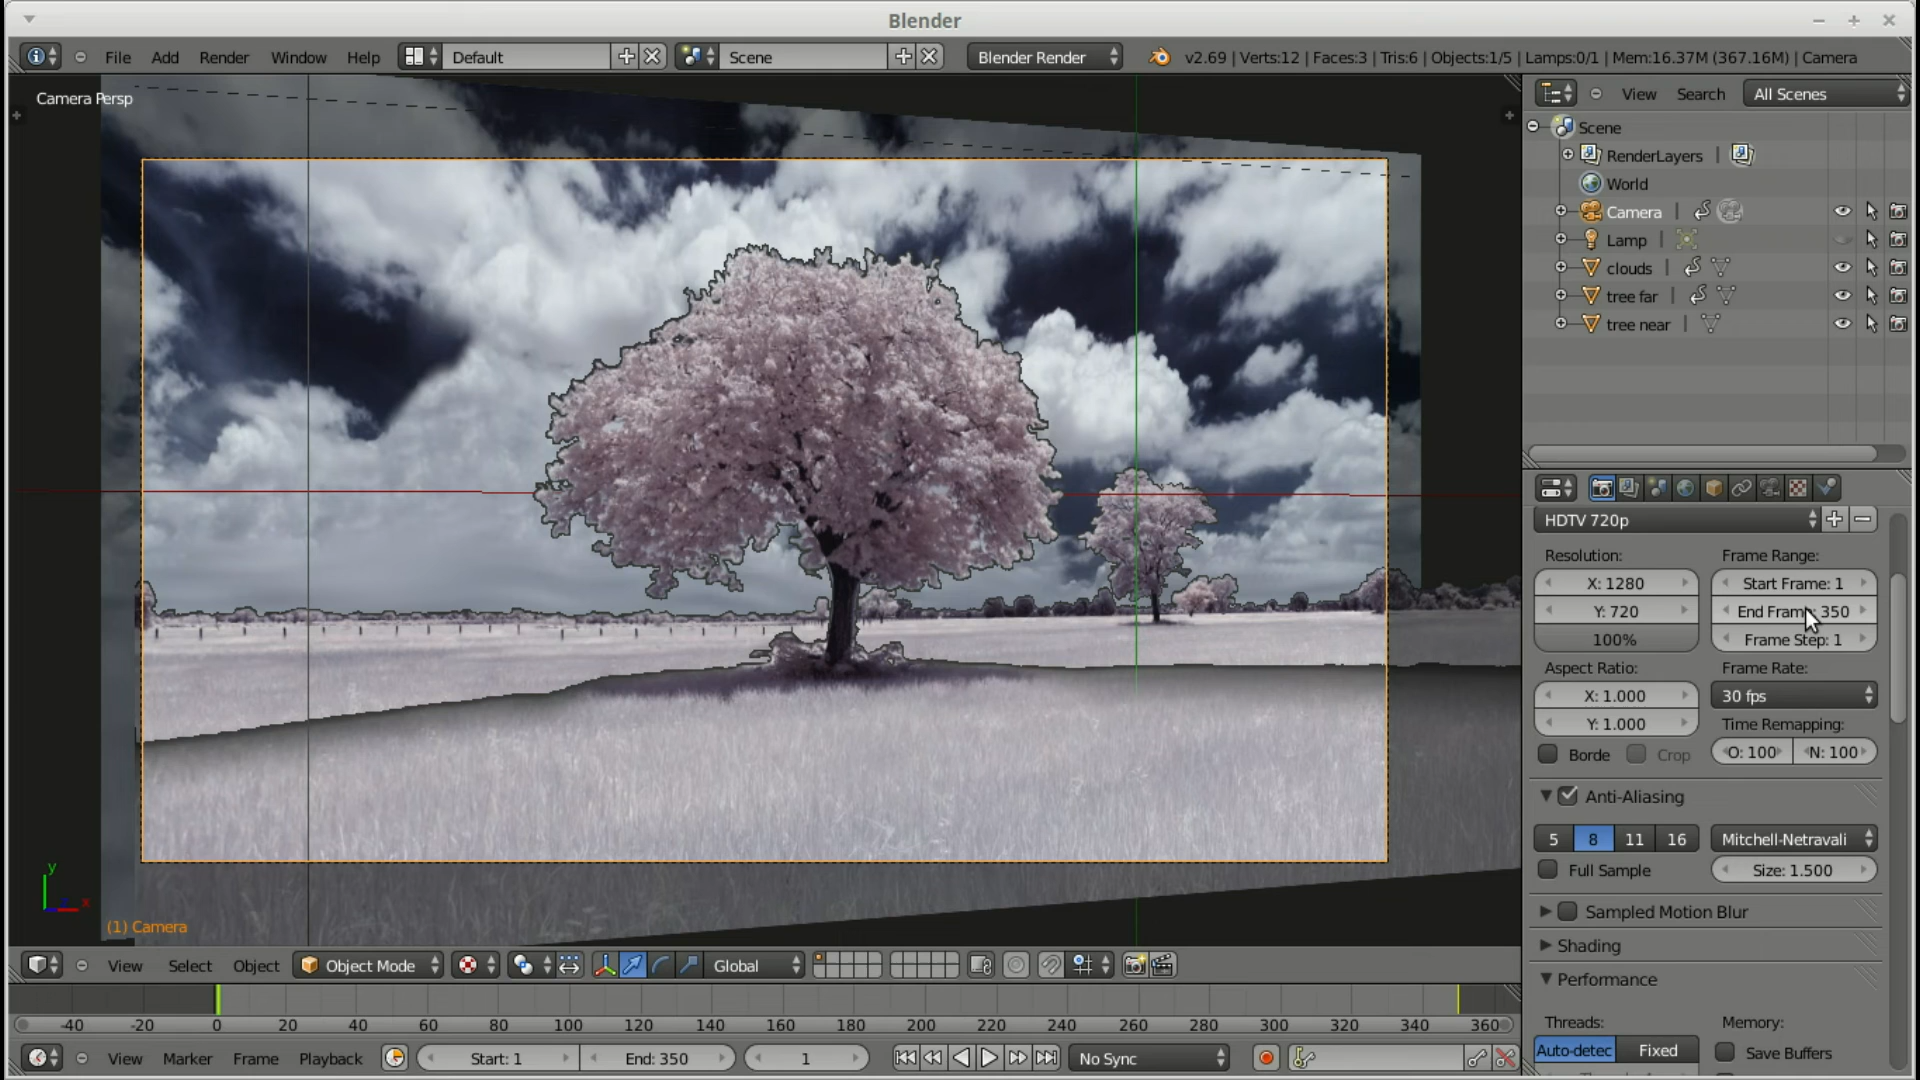 Blender
File Add Render Window Help Default Scene Blender Render v2.69 | Verts:12 | Faces:3 | Tris:6 | Objects:1/5 | Lamps:0/1 | Mem:16.37M (367.16M) | Camera
Camera Persp
View Search All Scenes
Scene
RenderLayers
World
Camera
Lamp
clouds
tree far
tree near
HDTV 720p
Resolution: Frame Range:
X: 1280 Start Frame: 1
Y: 720 End Frame: 350
100% Frame Step: 1
Aspect Ratio: Frame Rate:
X: 1.000 30 fps
Y: 1.000 Time Remapping:
Borde Crop O: 100 N: 100
Anti-Aliasing
5 8 11 16 Mitchell-Netravali
Full Sample Size: 1.500
Sampled Motion Blur
Shading
Performance
Threads: Memory:
Auto-detec Fixed Save Buffers
y
x
(1) Camera
View Select Object Object Mode Global
-40 -20 0 20 40 60 80 100 120 140 160 180 200 220 240 260 280 300 320 340 360
View Marker Frame Playback Start: 1 End: 350 1 No Sync